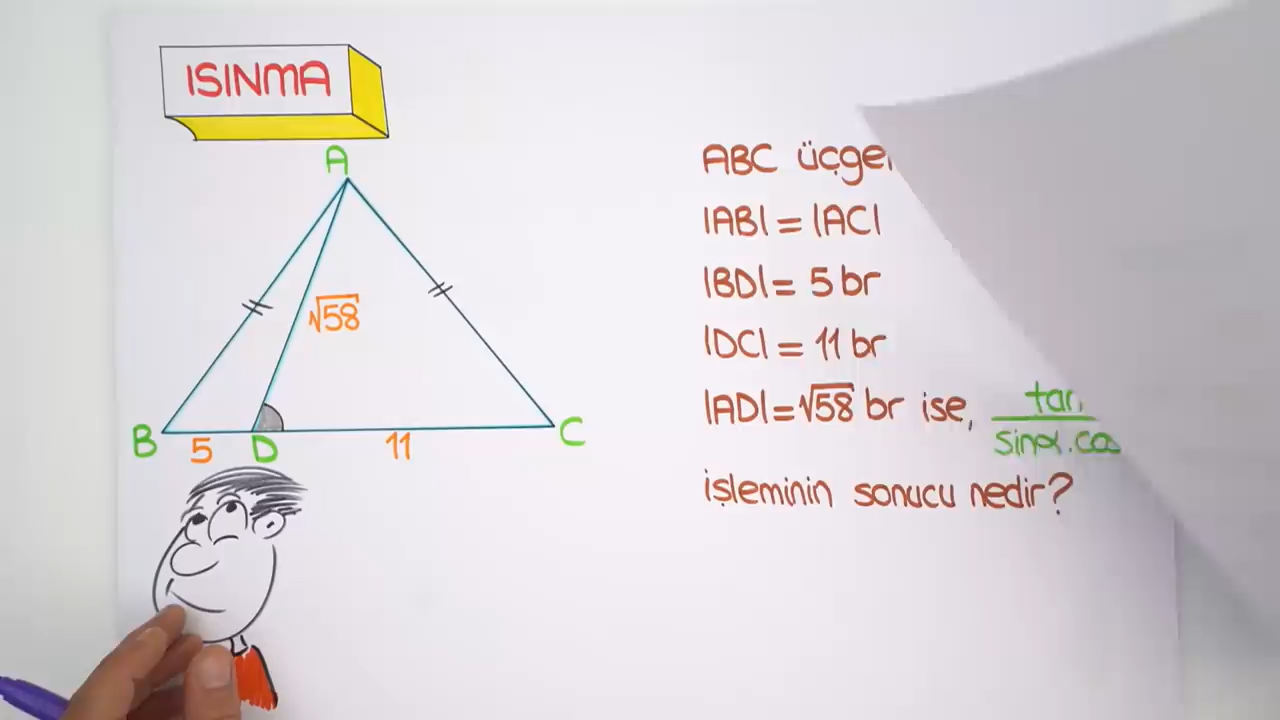 ISINMA
A
√58
B 5 D 11 C
ABC
|AB| = |AC|
|BD| = 5 br
|DC| = 11 br
|AD| = √58 br ise,
sinα.
işleminin sonucu nedir?